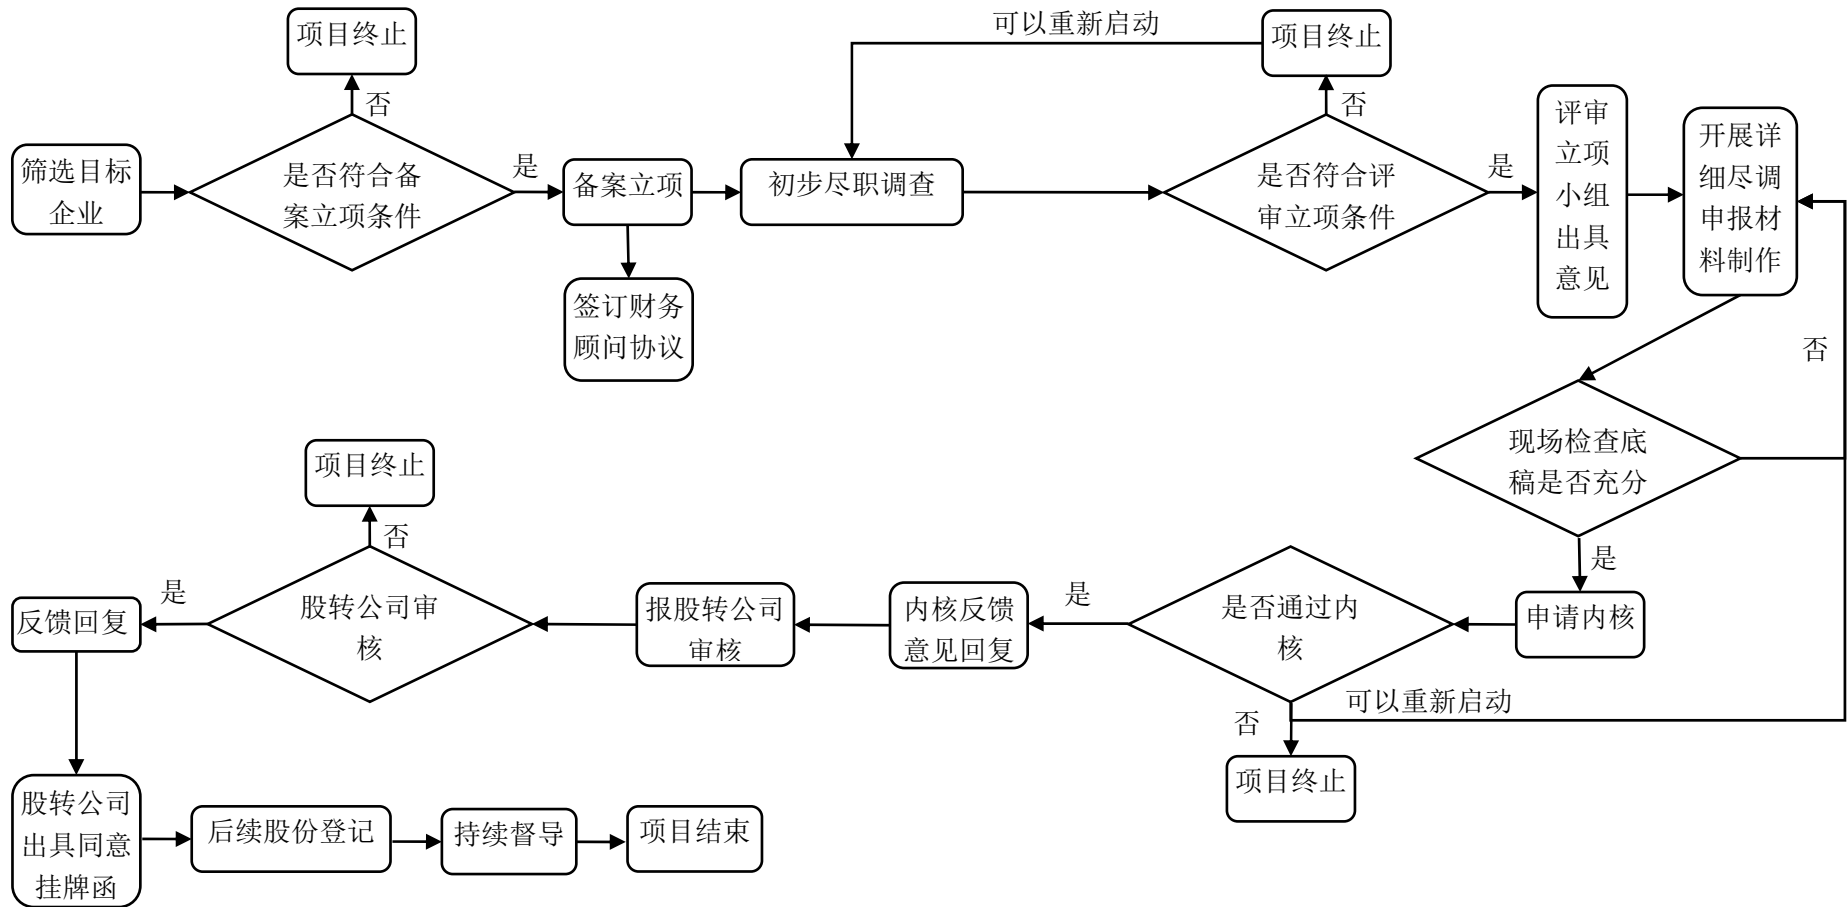 项目终止
否
筛选目标
企业
是否符合备
案立项条件
是
备案立项
签订财务
顾问协议
初步尽职调查
可以重新启动
项目终止
否
是否符合评
审立项条件
是
评审
立项
小组
出具
意见
开展详
细尽调
申报材
料制作
否
现场检查底
稿是否充分
是
申请内核
是否通过内
核
可以重新启动
否
项目终止
是
内核反馈
意见回复
报股转公司
审核
股转公司审
核
否
项目终止
是
反馈回复
股转公司
出具同意
挂牌函
后续股份登记
持续督导
项目结束